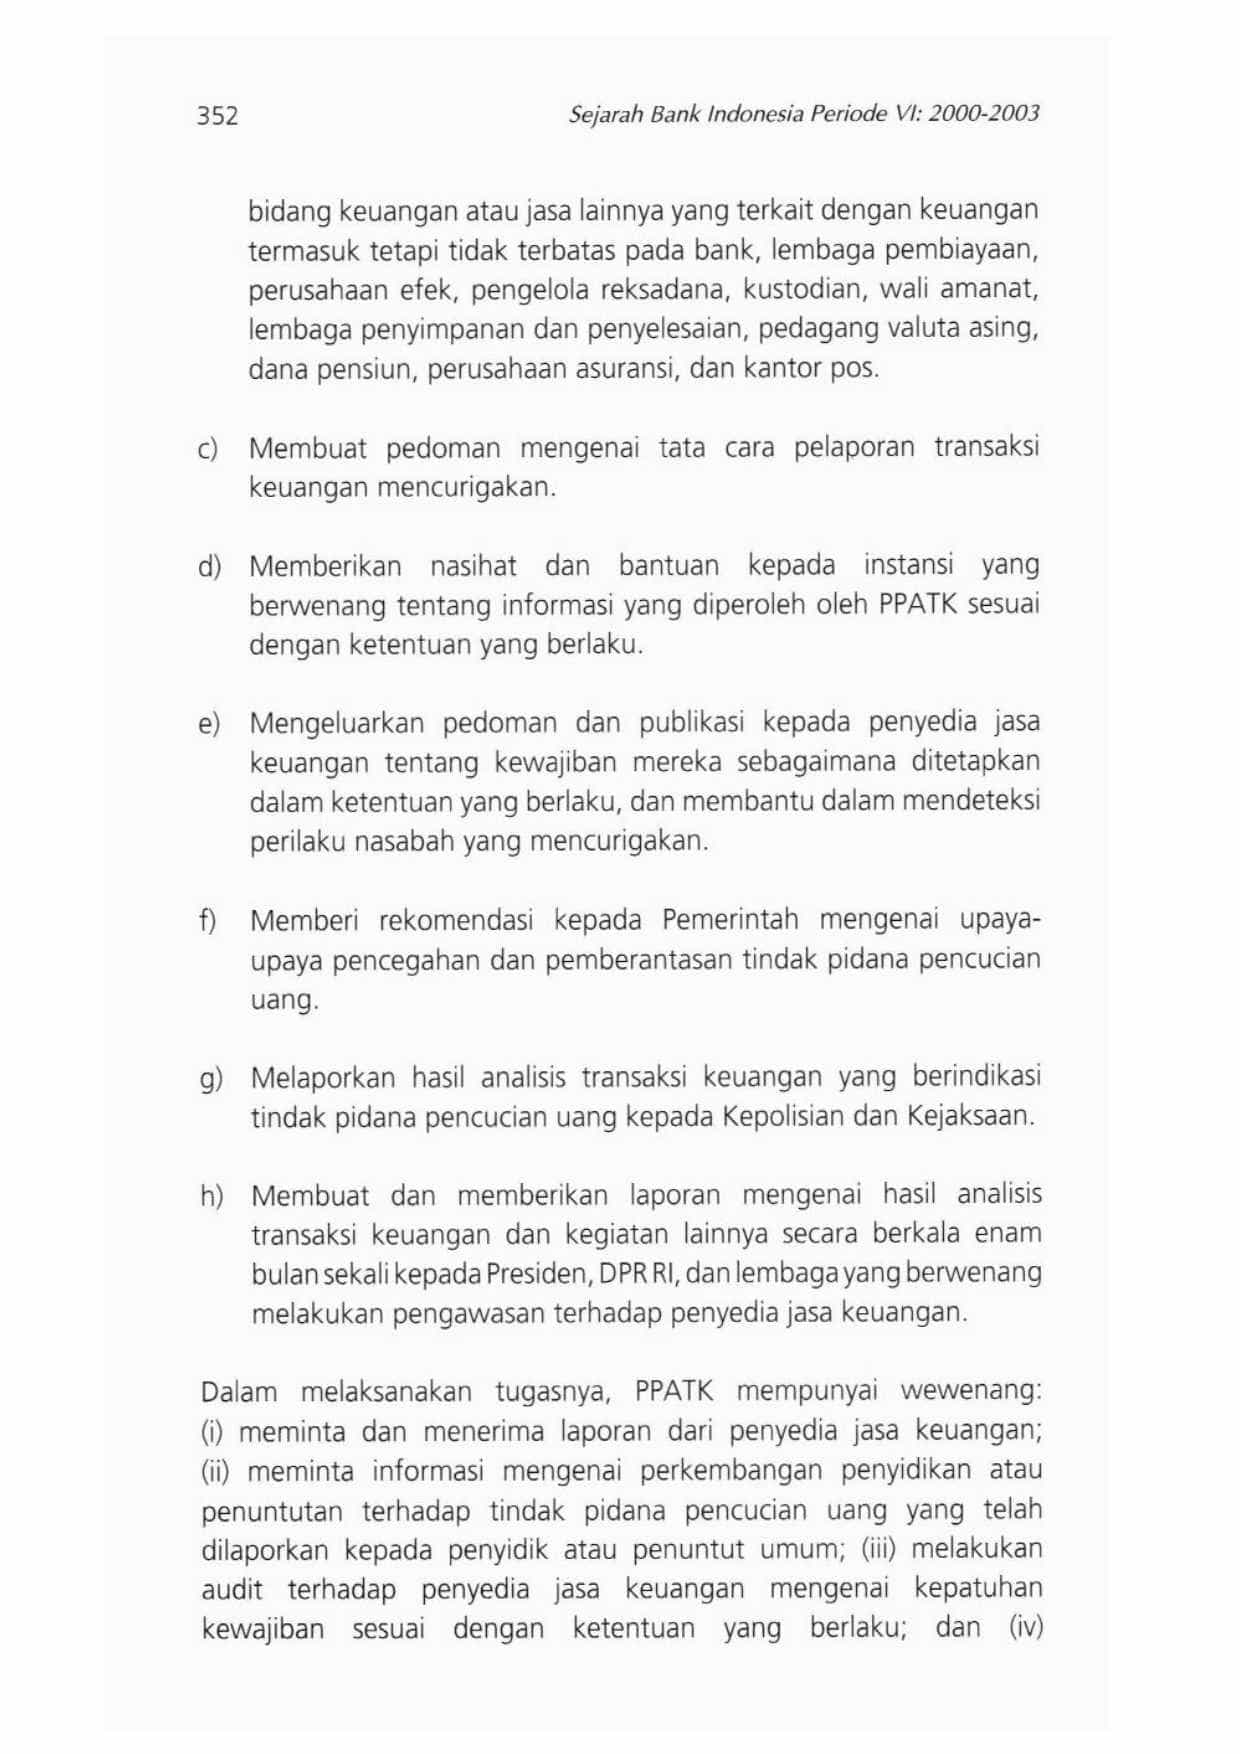 352
Sejarah Bank Indonesia Periode VI: 2000-2003
bidang keuangan atau jasa lainnya yang terkait dengan keuangan
termasuk tetapi tidak terbatas pada bank, lembaga pembiayaan,
perusahaan efek, pengelola reksadana, kustodian, wali amanat,
lembaga penyimpanan dan penyelesaian, pedagang valuta asing,
dana pensiun, perusahaan asuransi, dan kantor pos.
c) Membuat pedoman mengenai tata cara pelaporan transaksi
keuangan mencurigakan.
d) Memberikan nasihat dan bantuan kepada instansi yang
berwenang tentang informasi yang diperoleh oleh PPATK sesuai
dengan ketentuan yang berlaku.
e) Mengeluarkan pedoman dan publikasi kepada penyedia jasa
keuangan tentang kewajiban mereka sebagaimana ditetapkan
dalam ketentuan yang berlaku, dan membantu dalam mendeteksi
perilaku nasabah yang mencurigakan.
f) Memberi rekomendasi kepada Pemerintah mengenai upaya-
upaya pencegahan dan pemberantasan tindak pidana pencucian
uang.
g) Melaporkan hasil analisis transaksi keuangan yang berindikasi
tindak pidana pencucian uang kepada Kepolisian dan Kejaksaan.
h) Membuat dan memberikan laporan mengenai hasil analisis
transaksi keuangan dan kegiatan lainnya secara berkala enam
bulan sekali kepada Presiden, DPR RI, dan lembaga yang berwenang
melakukan pengawasan terhadap penyedia jasa keuangan.
Dalam melaksanakan tugasnya, PPATK mempunyai wewenang:
(i) meminta dan menerima laporan dari penyedia jasa keuangan;
(ii) meminta informasi mengenai perkembangan penyidikan atau
penuntutan terhadap tindak pidana pencucian uang yang telah
dilaporkan kepada penyidik atau penuntut umum; (iii) melakukan
audit terhadap penyedia jasa keuangan mengenai kepatuhan
kewajiban sesuai dengan ketentuan yang berlaku; dan (iv)